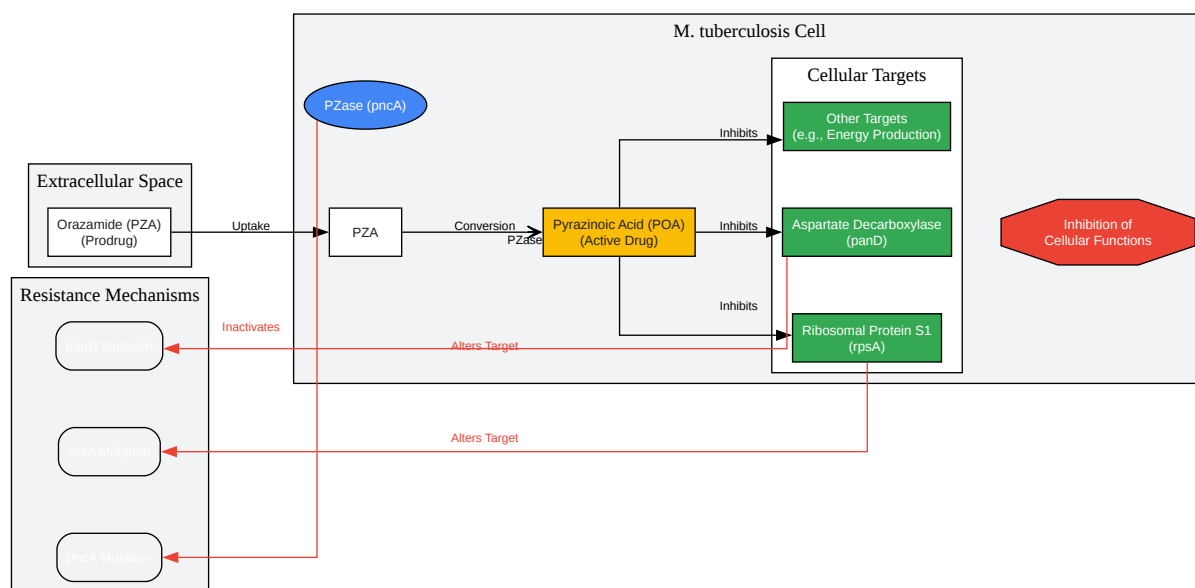 M. tuberculosis Cell
Cellular Targets
PZase (pncA)
Other Targets
(e.g., Energy Production)
Inhibits
Extracellular Space
Orazamide (PZA)
(Prodrug)
Uptake
PZA
Conversion
PZase
Pyrazinoic Acid (POA)
(Active Drug)
Inhibits
Aspartate Decarboxylase
(panD)
Inhibition of
Cellular Functions
Resistance Mechanisms
Inhibits
Inactivates
Ribosomal Protein S1
(rpsA)
panD Mutation
Alters Target
rpsA Mutation
Alters Target
pncA Mutation